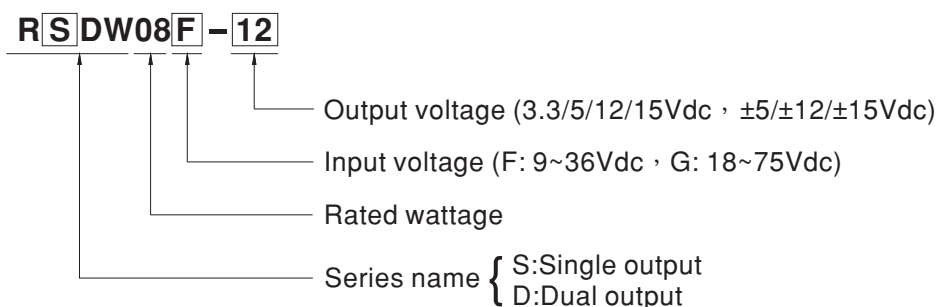 RSDW08F-12
Output voltage (3.3/5/12/15Vdc，±5/±12/±15Vdc)
Input voltage (F: 9~36Vdc，G: 18~75Vdc)
Rated wattage
Series name { S:Single output
D:Dual output